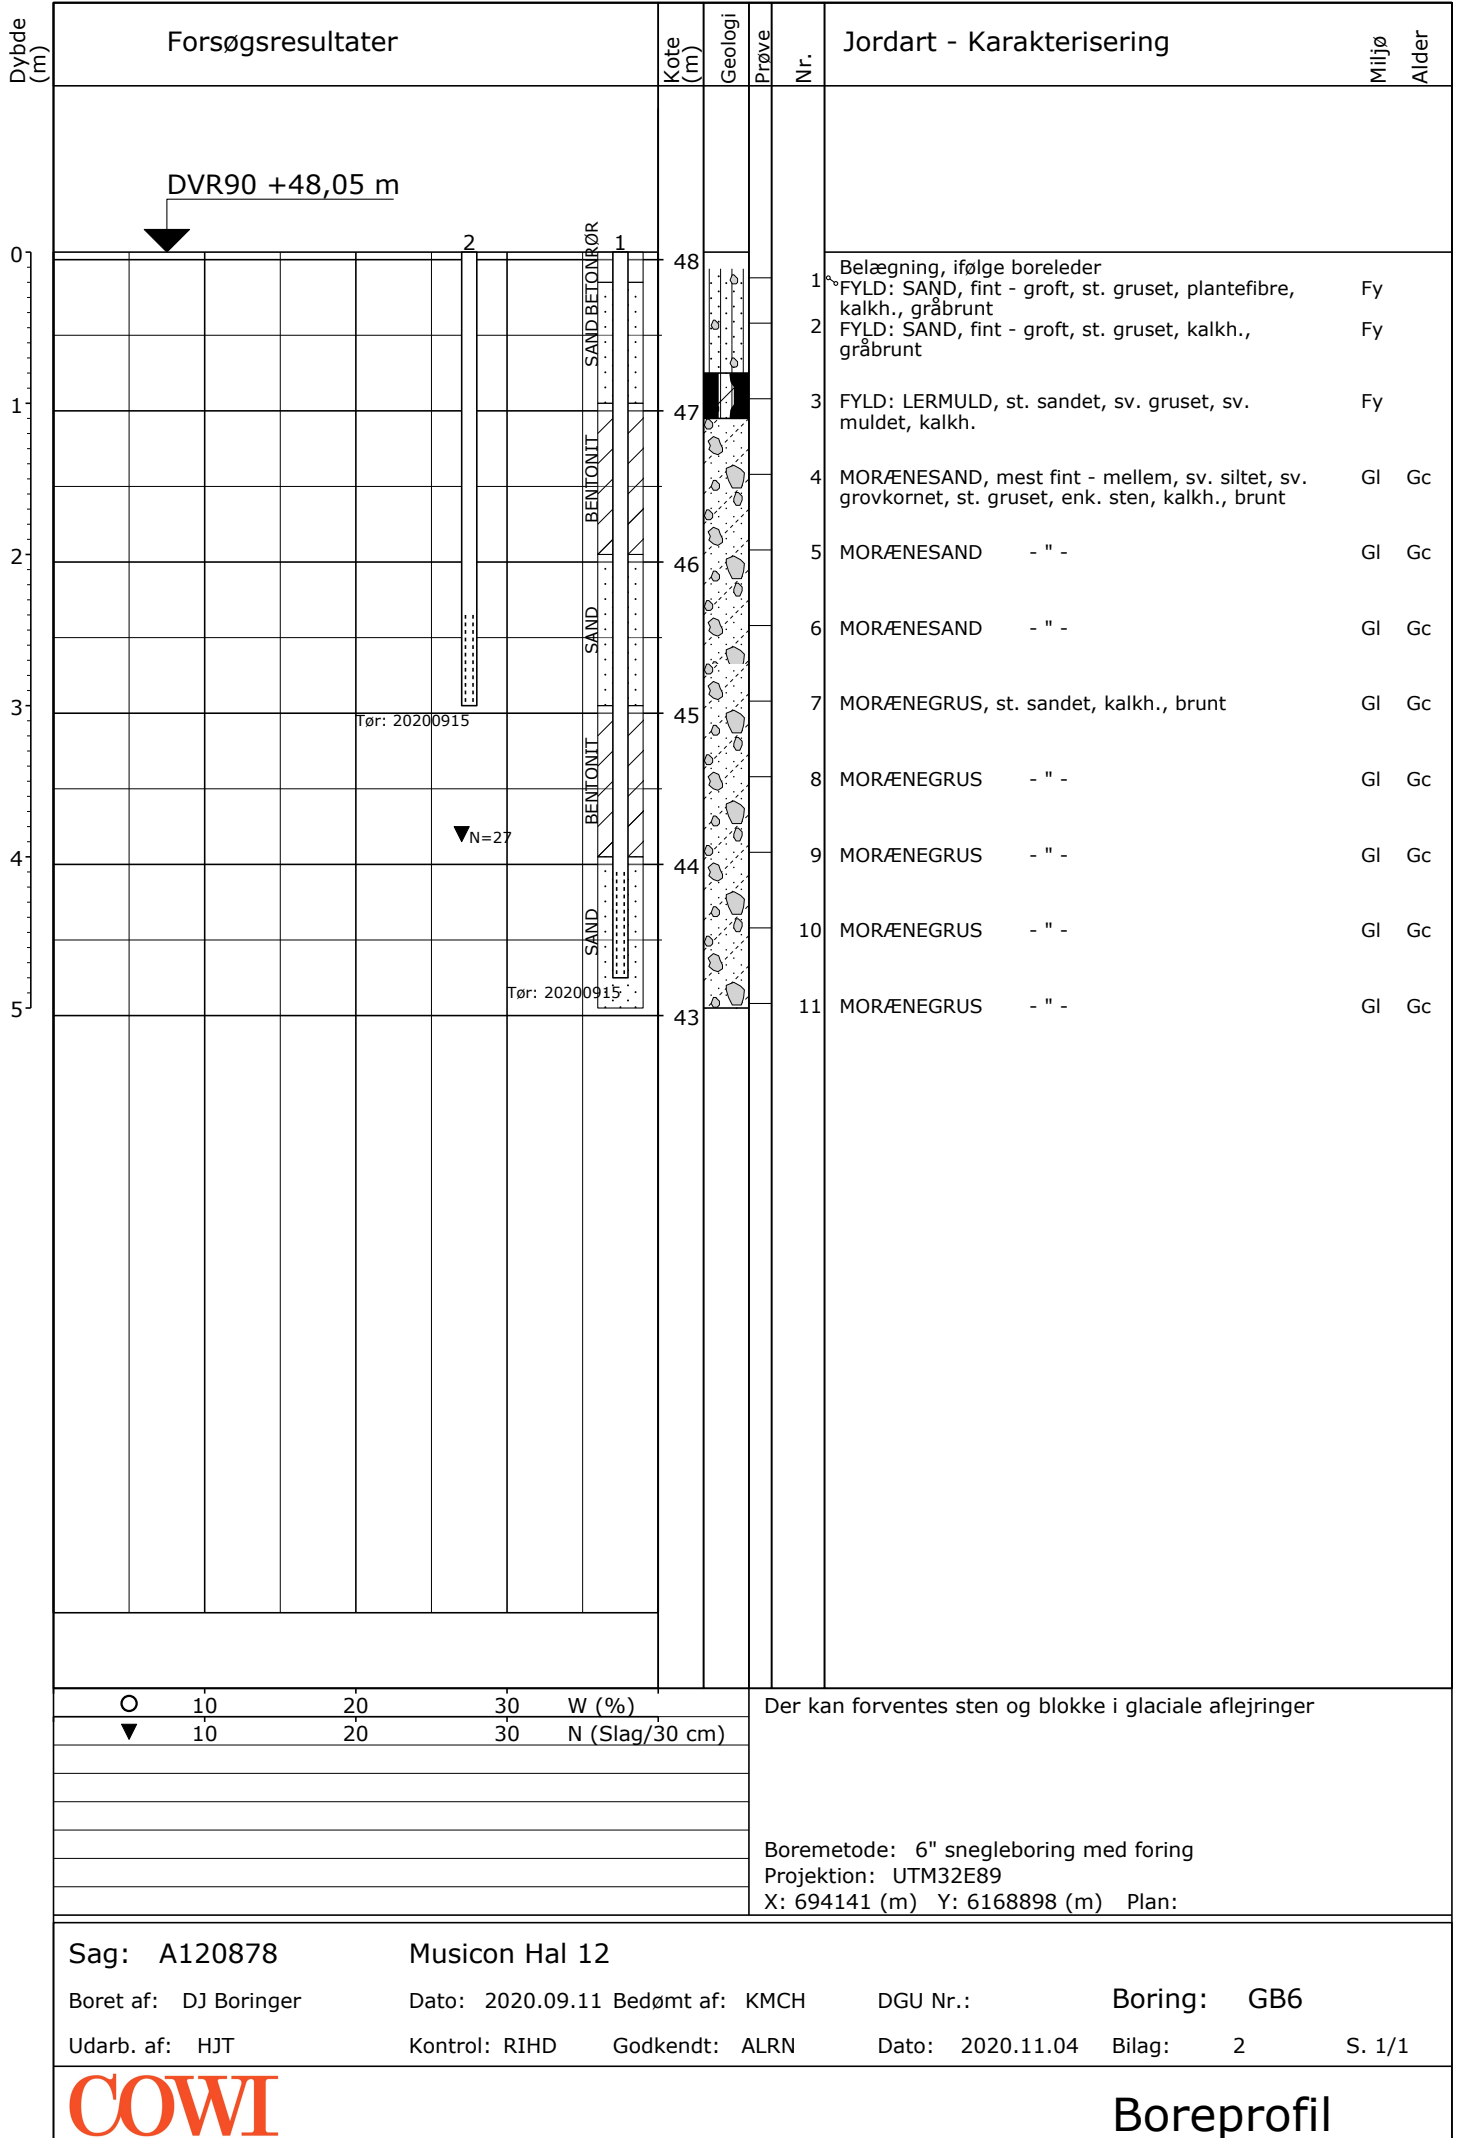 Dybde (m)
Forsøgsresultater
Kote (m)
Geologi
Prøve
Nr.
Jordart - Karakterisering
Miljø
Alder
DVR90 +48,05 m
0
1
2
3
4
5
2
1
BETONRØR
SAND
BENTONIT
SAND
BENTONIT
SAND
Tør: 20200915
N=27
Tør: 20200915
48
47
46
45
44
43
Belægning, ifølge boreleder
1 FYLD: SAND, fint - groft, st. gruset, plantefibre, Fy
kalkh., gråbrunt
2 FYLD: SAND, fint - groft, st. gruset, kalkh., Fy
gråbrunt
3 FYLD: LERMULD, st. sandet, sv. gruset, sv. Fy
muldet, kalkh.
4 MORÆNESAND, mest fint - mellem, sv. siltet, sv. Gl Gc
grovkornet, st. gruset, enk. sten, kalkh., brunt
5 MORÆNESAND - " - Gl Gc
6 MORÆNESAND - " - Gl Gc
7 MORÆNEGRUS, st. sandet, kalkh., brunt Gl Gc
8 MORÆNEGRUS - " - Gl Gc
9 MORÆNEGRUS - " - Gl Gc
10 MORÆNEGRUS - " - Gl Gc
11 MORÆNEGRUS - " - Gl Gc
10 20 30 W (%)
10 20 30 N (Slag/30 cm)
Der kan forventes sten og blokke i glaciale aflejringer
Boremetode: 6" snegleboring med foring
Projektion: UTM32E89
X: 694141 (m) Y: 6168898 (m) Plan:
Sag: A120878 Musicon Hal 12
Boret af: DJ Boringer Dato: 2020.09.11 Bedømt af: KMCH DGU Nr.: Boring: GB6
Udarb. af: HJT Kontrol: RIHD Godkendt: ALRN Dato: 2020.11.04 Bilag: 2 S. 1/1
COWI
Boreprofil